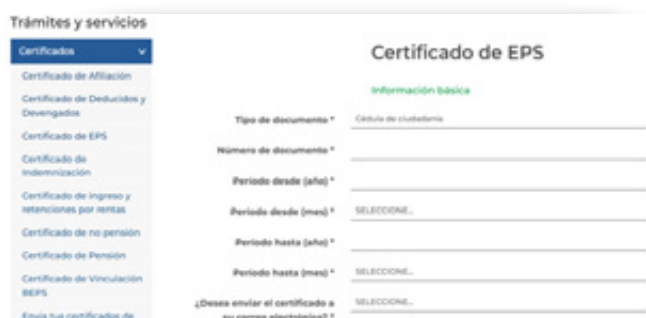 Trámites y servicios
Certificados
Certificado de Afiliación
Certificado de Deducidos y
Devengados
Certificado de EPS
Certificado de
Indemnización
Certificado de ingreso y
retenciones por rentas
Certificado de no pensión
Certificado de Pensión
Certificado de Vinculación
BEPS
Envía tus certificados de
Certificado de EPS
Información básica
Tipo de documento * Cédula de ciudadanía
Número de documento *
Periodo desde (año) *
Periodo desde (mes) * SELECCIONE...
Periodo hasta (año) *
Periodo hasta (mes) * SELECCIONE...
¿Desea enviar el certificado a SELECCIONE...
su correo electrónico? *